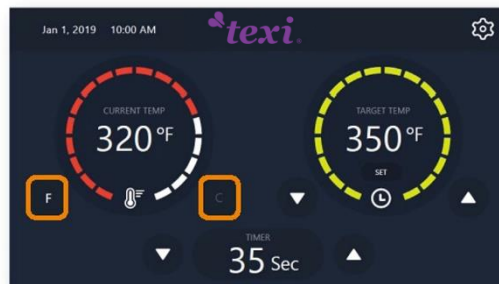 Jan 1, 2019 10:00 AM
texi®
CURRENT TEMP
320 °F
F
C
TARGET TEMP
350 °F
SET
TIMER
35 Sec